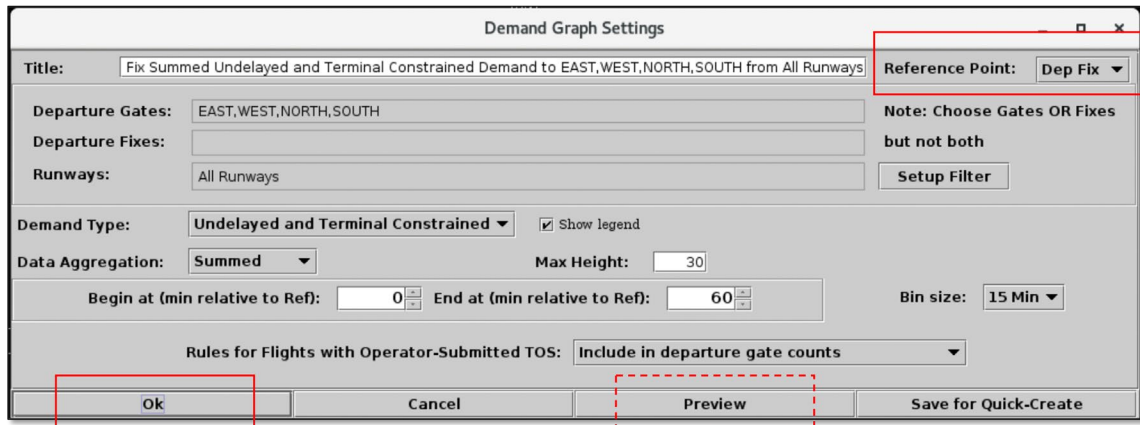 Demand Graph Settings
Title: Fix Summed Undelayed and Terminal Constrained Demand to EAST,WEST,NORTH,SOUTH from All Runways Reference Point: Dep Fix
Departure Gates: EAST,WEST,NORTH,SOUTH Note: Choose Gates OR Fixes
Departure Fixes: but not both
Runways: All Runways Setup Filter
Demand Type: Undelayed and Terminal Constrained Show legend
Data Aggregation: Summed Max Height: 30
Begin at (min relative to Ref): 0 End at (min relative to Ref): 60 Bin size: 15 Min
Rules for Flights with Operator-Submitted TOS: Include in departure gate counts
Ok Cancel Preview Save for Quick-Create